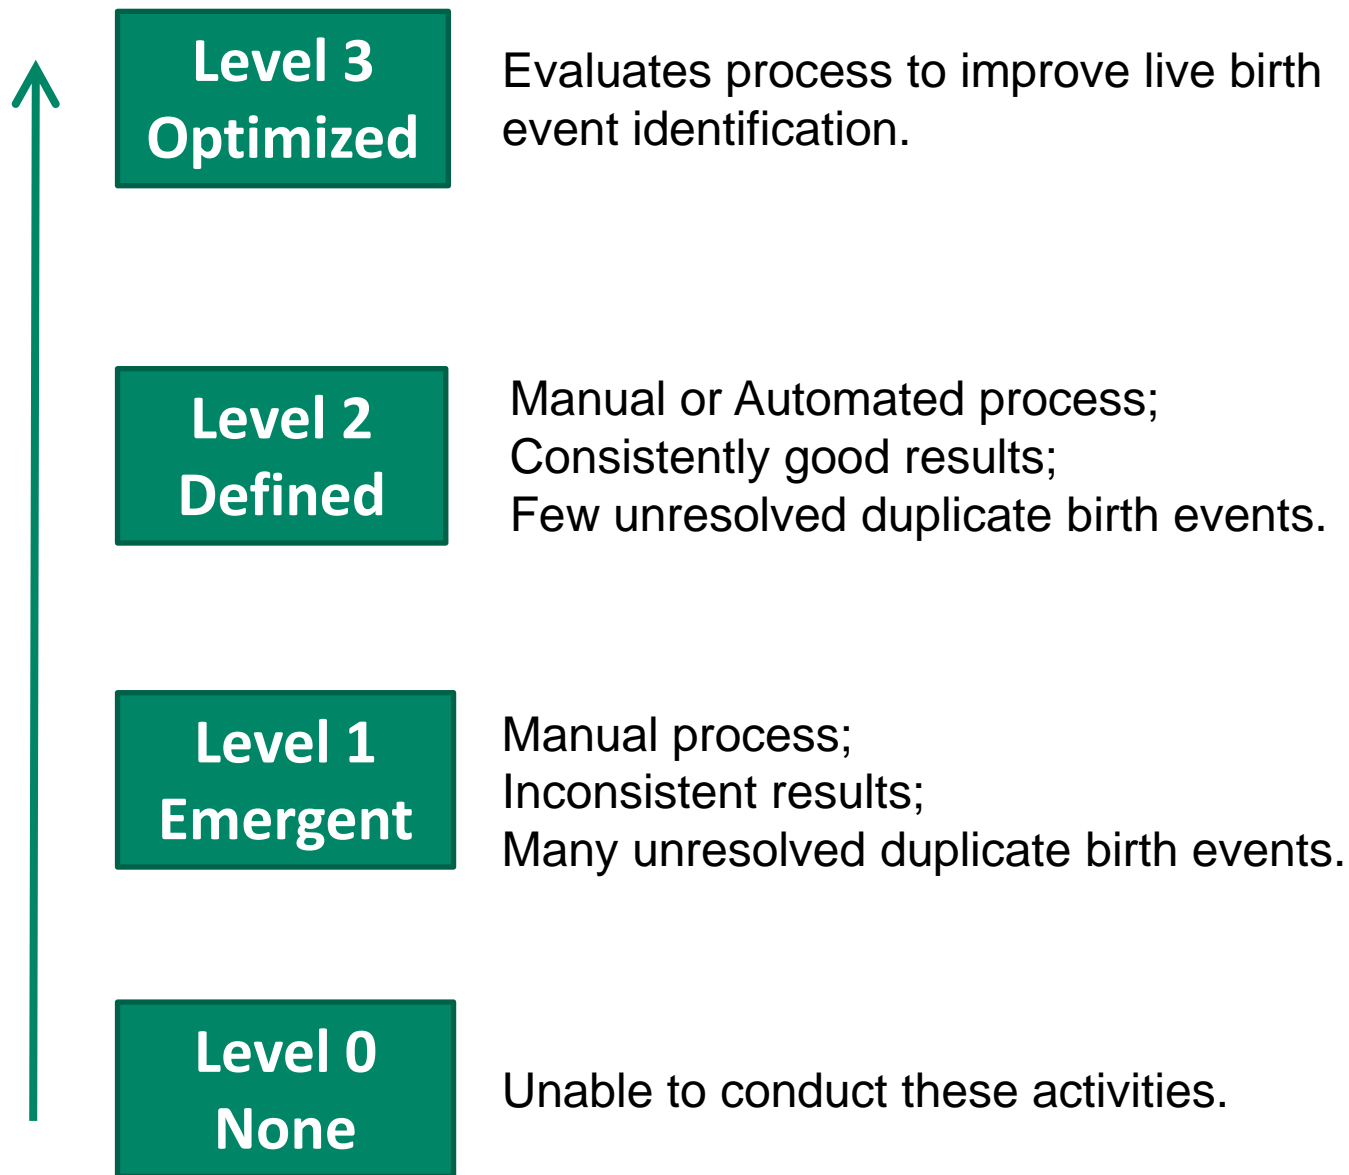 Level 3
Optimized
Evaluates process to improve live birth
event identification.
Level 2
Defined
Manual or Automated process;
Consistently good results;
Few unresolved duplicate birth events.
Level 1
Emergent
Manual process;
Inconsistent results;
Many unresolved duplicate birth events.
Level 0
None
Unable to conduct these activities.